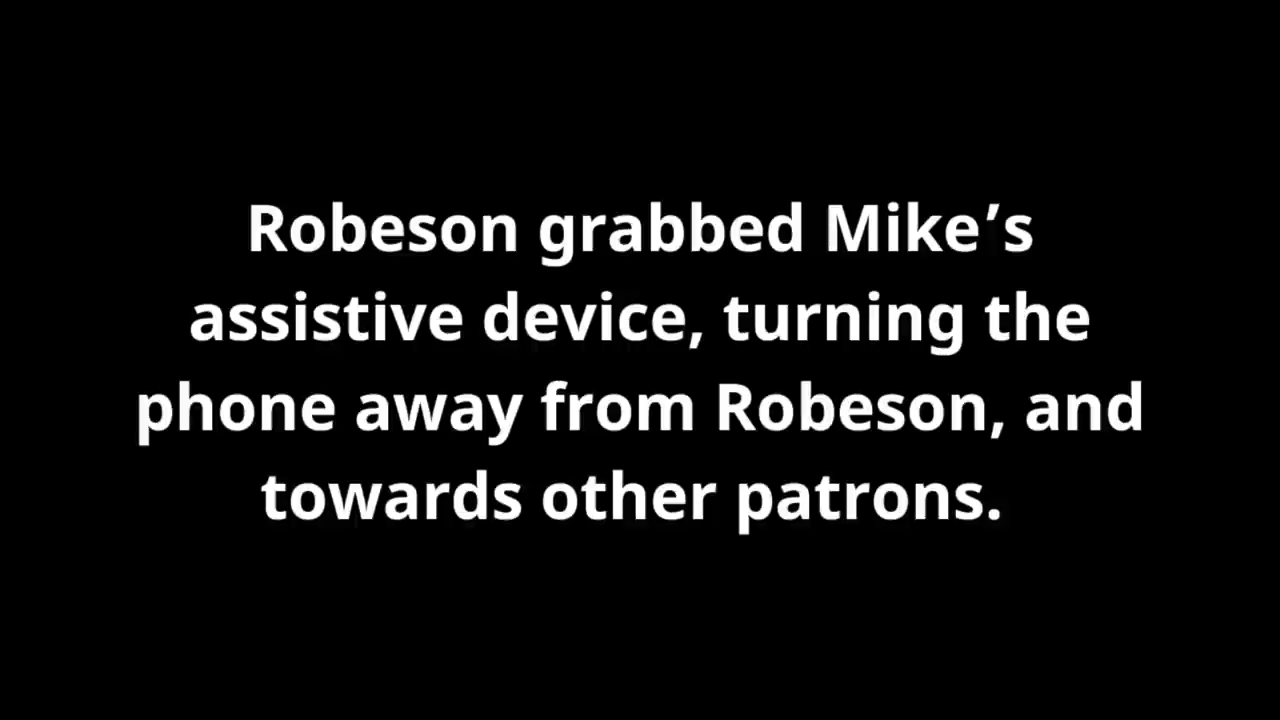 Robeson grabbed Mike’s
assistive device, turning the
phone away from Robeson, and
towards other patrons.